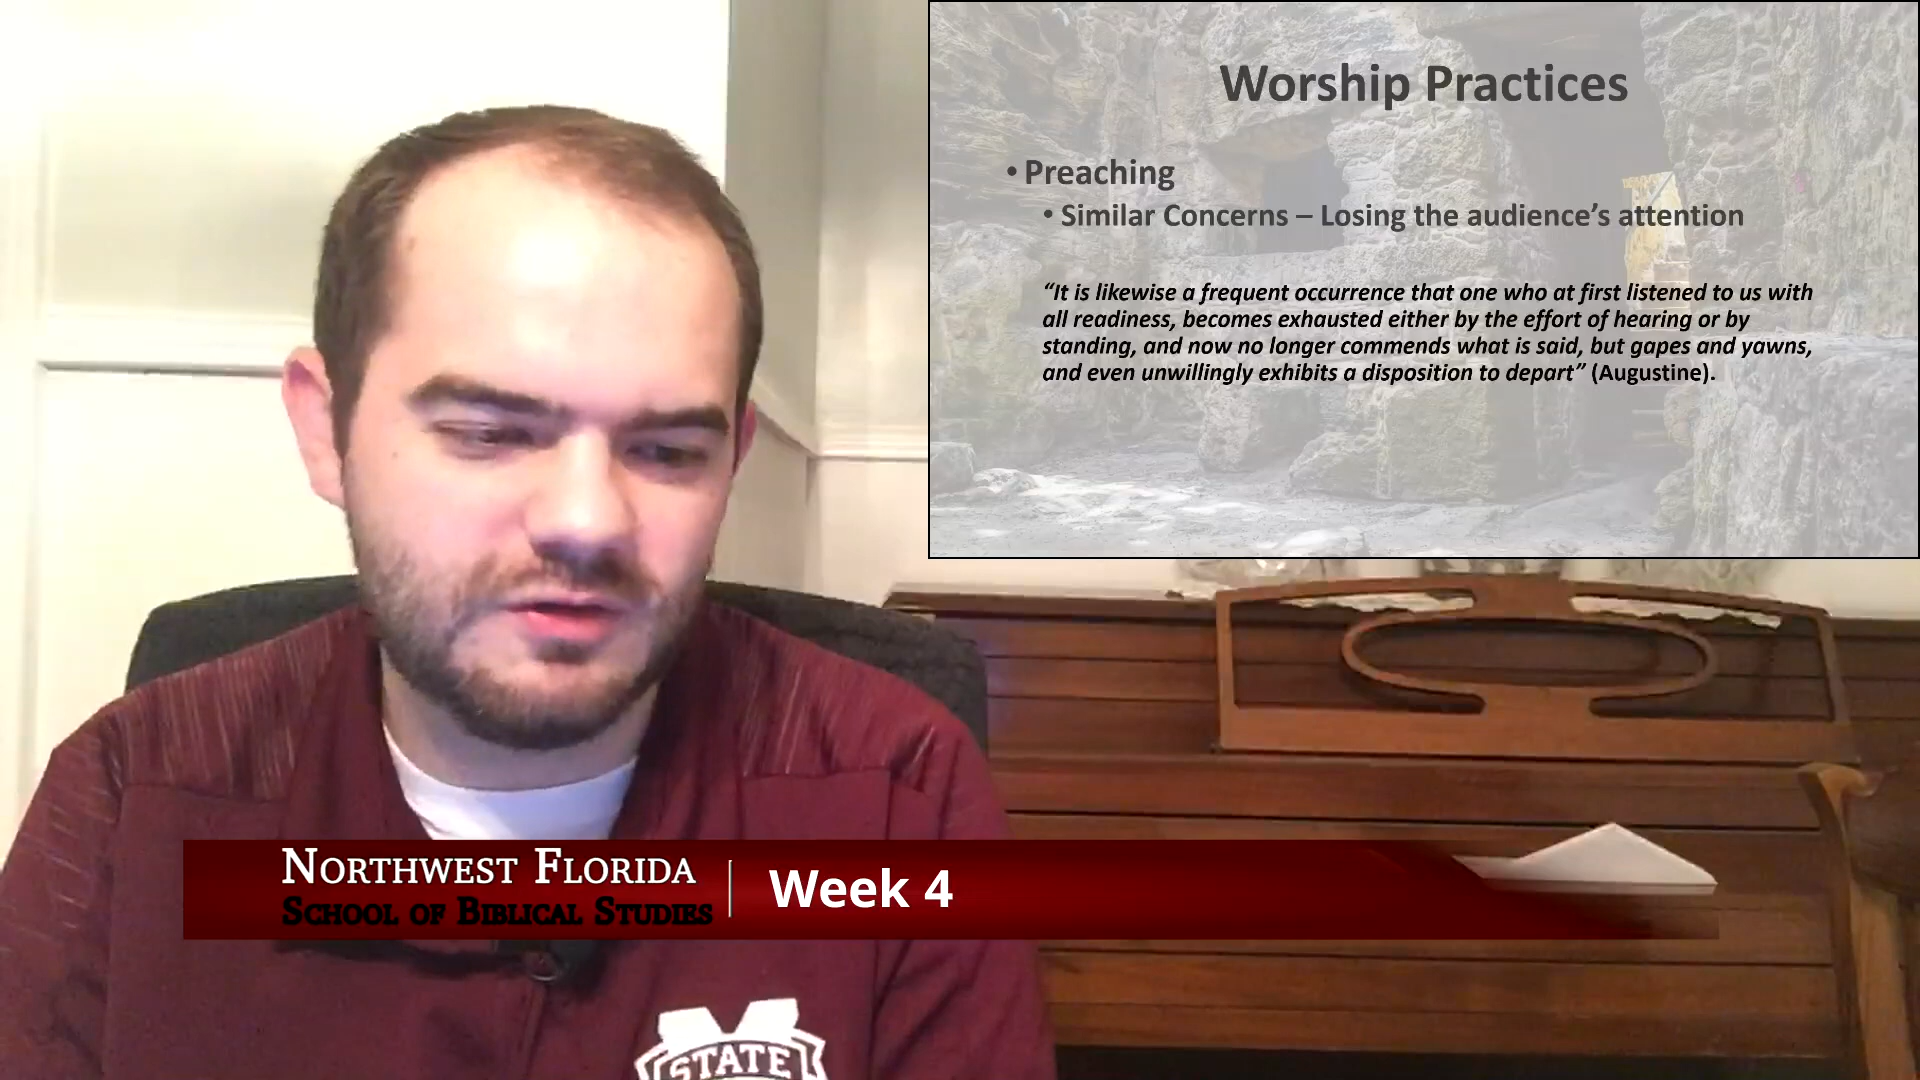 Worship Practices
• Preaching
• Similar Concerns – Losing the audience’s attention
“It is likewise a frequent occurrence that one who at first listened to us with
all readiness, becomes exhausted either by the effort of hearing or by
standing, and now no longer commends what is said, but gapes and yawns,
and even unwillingly exhibits a disposition to depart” (Augustine).
NORTHWEST FLORIDA
SCHOOL OF BIBLICAL STUDIES
Week 4
M
STATE